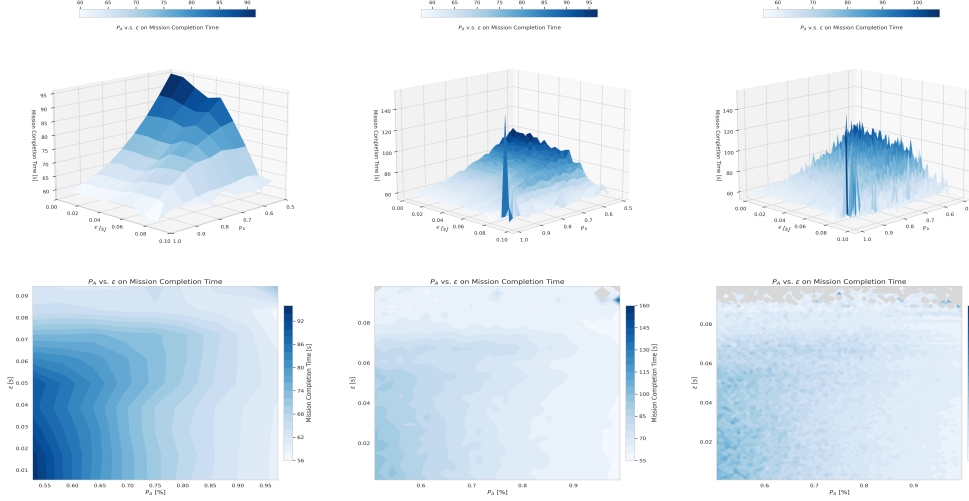 60 65 70 75 80 85 90
P_A v.s. ε on Mission Completion Time
60 70 80 90 95
P_A v.s. ε on Mission Completion Time
60 70 80 90 100
P_A v.s. ε on Mission Completion Time
Mission Completion Time [s]
95
90
85
80
75
70
65
60
0.00 0.02 0.04 0.06 0.08 0.10
ε [s]
1.0 0.9 0.8 0.7 0.6 0.5
P_A
Mission Completion Time [s]
140
120
100
80
60
0.00 0.02 0.04 0.06 0.08 0.10
ε [s]
1.0 0.9 0.8 0.7 0.6 0.5
P_A
Mission Completion Time [s]
140
120
100
80
60
0.00 0.02 0.04 0.06 0.08 0.10
ε [s]
1.0 0.9 0.8 0.7 0.6 0.5
P_A
P_A vs. ε on Mission Completion Time
ε [s]
0.09
0.08
0.07
0.06
0.05
0.04
0.03
0.02
0.01
0.55 0.60 0.65 0.70 0.75 0.80 0.85 0.90 0.95
P_A [%]
92
86
80
74
68
62
56
Mission Completion Time [s]
P_A vs. ε on Mission Completion Time
ε [s]
0.08
0.06
0.04
0.02
0.6 0.7 0.8 0.9
P_A [%]
160
145
130
115
100
85
70
55
Mission Completion Time [s]
P_A vs. ε on Mission Completion Time
ε [s]
0.08
0.06
0.04
0.02
0.6 0.7 0.8 0.9
P_A [%]